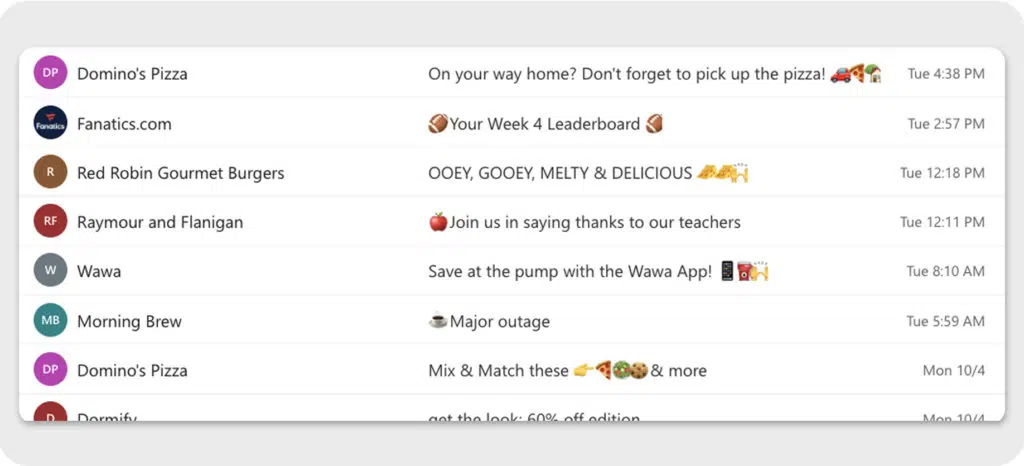 DP Domino's Pizza On your way home? Don't forget to pick up the pizza! 🚗🍕🏡 Tue 4:38 PM
Fanatics Fanatics.com 🏈Your Week 4 Leaderboard 🏈 Tue 2:57 PM
R Red Robin Gourmet Burgers OOEY, GOOEY, MELTY & DELICIOUS 🧀🧀🙌 Tue 12:18 PM
RF Raymour and Flanigan 🍎Join us in saying thanks to our teachers Tue 12:11 PM
W Wawa Save at the pump with the Wawa App! 📱⛽🙌 Tue 8:10 AM
MB Morning Brew ☕Major outage Tue 5:59 AM
DP Domino's Pizza Mix & Match these 👉🍕🥗🍪& more Mon 10/4
D Dormify get the look: 60% off edition Mon 10/4